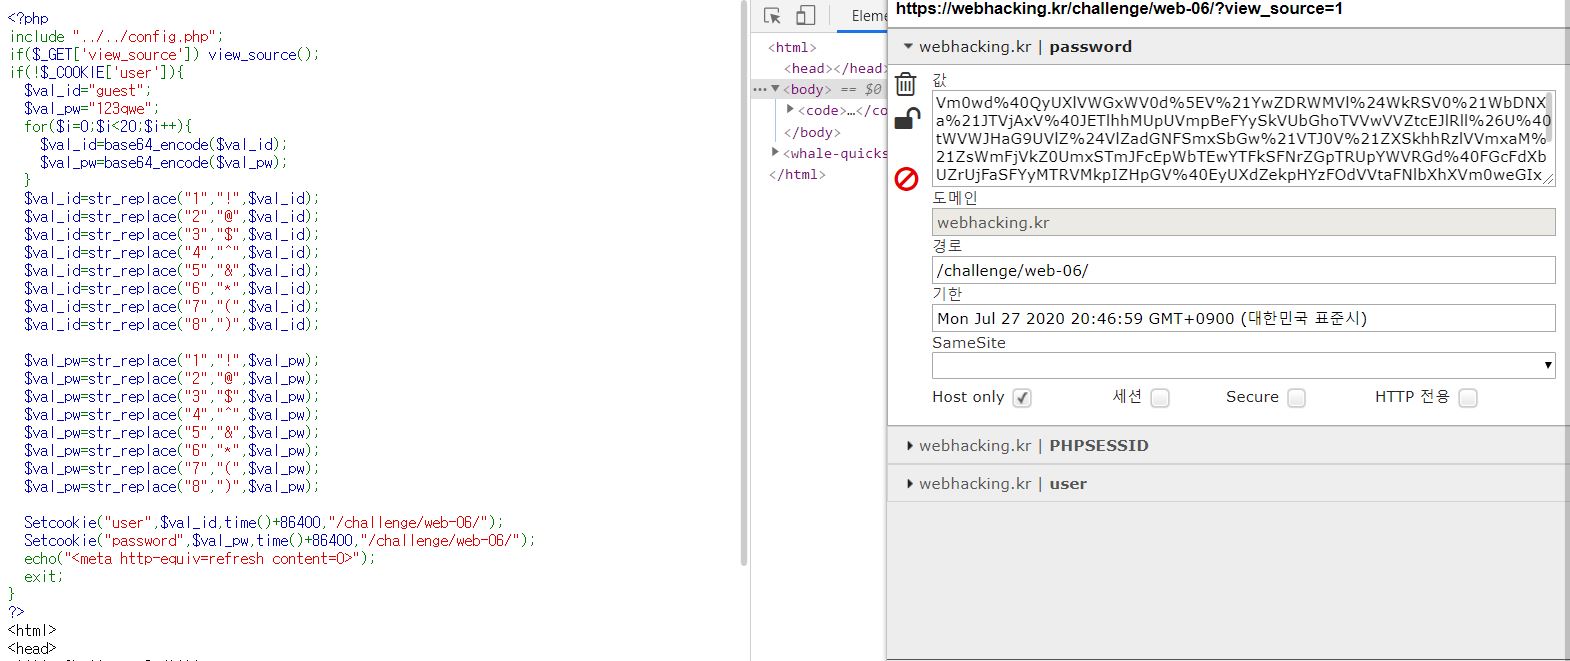 <?php
include "../../config.php";
if($_GET['view_source']) view_source();
if(!$_COOKIE['user']){
$val_id="guest";
$val_pw="123qwe";
for($i=0;$i<20;$i++){
$val_id=base64_encode($val_id);
$val_pw=base64_encode($val_pw);
}
$val_id=str_replace("1","!",$val_id);
$val_id=str_replace("2","@",$val_id);
$val_id=str_replace("3","$",$val_id);
$val_id=str_replace("4","^",$val_id);
$val_id=str_replace("5","&",$val_id);
$val_id=str_replace("6","*",$val_id);
$val_id=str_replace("7","(",$val_id);
$val_id=str_replace("8",")",$val_id);
$val_pw=str_replace("1","!",$val_pw);
$val_pw=str_replace("2","@",$val_pw);
$val_pw=str_replace("3","$",$val_pw);
$val_pw=str_replace("4","^",$val_pw);
$val_pw=str_replace("5","&",$val_pw);
$val_pw=str_replace("6","*",$val_pw);
$val_pw=str_replace("7","(",$val_pw);
$val_pw=str_replace("8",")",$val_pw);
Setcookie("user",$val_id,time()+86400,"/challenge/web-06/");
Setcookie("password",$val_pw,time()+86400,"/challenge/web-06/");
echo("<meta http-equiv=refresh content=0>");
exit;
}
?>
<html>
<head>
Eleme
<html>
<head></head>
<body> == $0
<code>…</co
</body>
<whale-quicks
</html>
https://webhacking.kr/challenge/web-06/?view_source=1
webhacking.kr | password
값
Vm0wd%40QyUXlVWGxWV0d%5EV%21YwZDRWMVl%24WkRSV0%21WbDNX
a%21JTVjAxV%40JETlhhMUpUVmpBeFYySkVUbGhoTVVwVVZtcEJlRll%26U%40
tWVWJHaG9UVlZ%24VlZadGNFSmxSbGw%21VTJ0V%21ZXSkhhRzlVVmxaM%
21ZsWmFjVkZ0UmxSTmJFcEpWbTEwYTFkSFNrZGpTRUpYWVRGd%40FGcFdXb
UZrUjFaSFYyMTRVMkpIZHpGV%40EyUXdZekpHYzFOdVVtaFNlbXhXVm0weGIx
도메인
webhacking.kr
경로
/challenge/web-06/
기한
Mon Jul 27 2020 20:46:59 GMT+0900 (대한민국 표준시)
SameSite
Host only 세션 Secure HTTP 전용
webhacking.kr | PHPSESSID
webhacking.kr | user